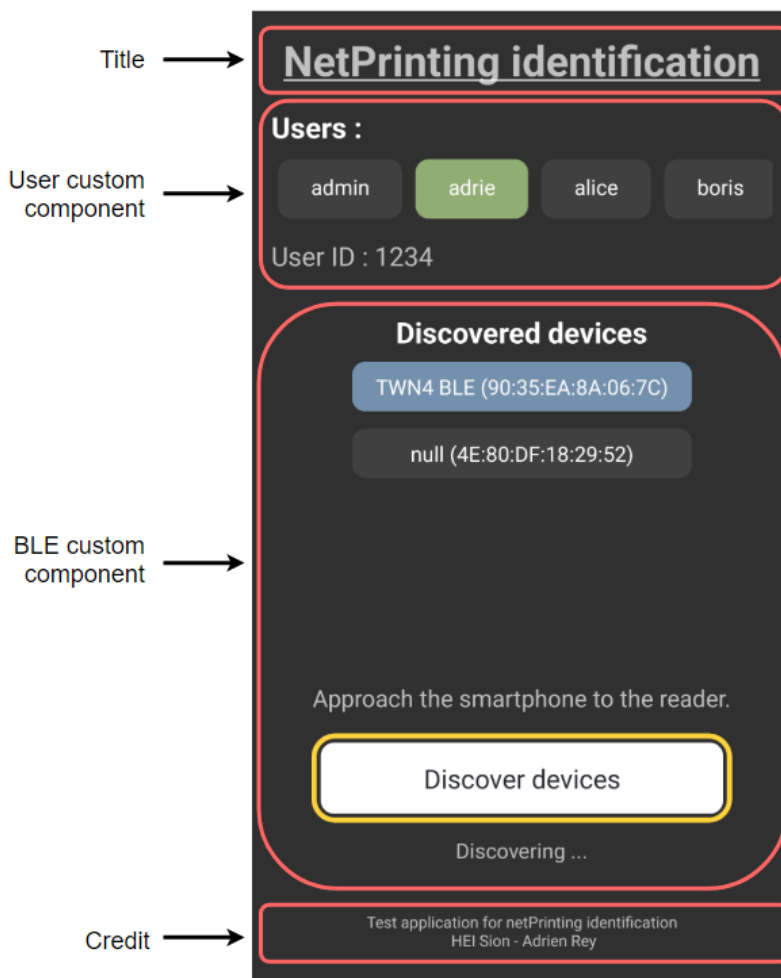 Title
NetPrinting identification
User custom
component
Users :
admin
adrie
alice
boris
User ID : 1234
BLE custom
component
Discovered devices
TWN4 BLE (90:35:EA:8A:06:7C)
null (4E:80:DF:18:29:52)
Approach the smartphone to the reader.
Discover devices
Discovering ...
Credit
Test application for netPrinting identification
HEI Sion - Adrien Rey